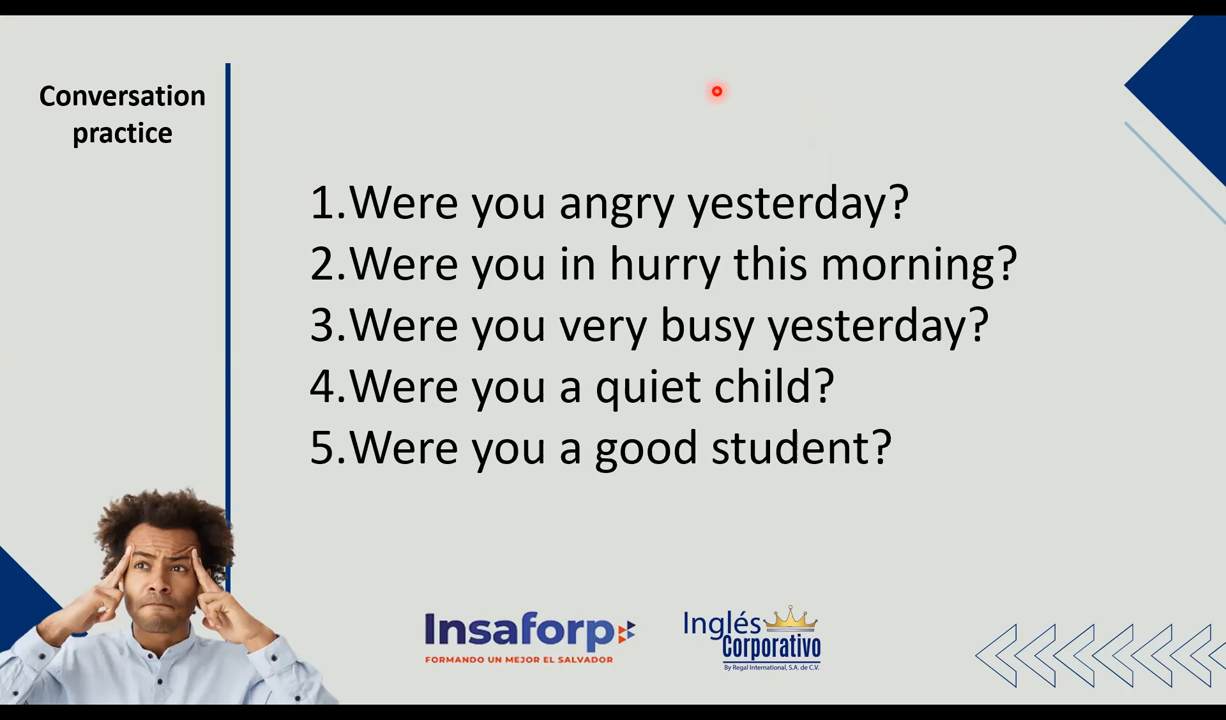 Conversation
practice
1.Were you angry yesterday?
2.Were you in hurry this morning?
3.Were you very busy yesterday?
4.Were you a quiet child?
5.Were you a good student?
Insaforp
FORMANDO UN MEJOR EL SALVADOR
Inglés
Corporativo
By Regal International, S.A. de C.V.